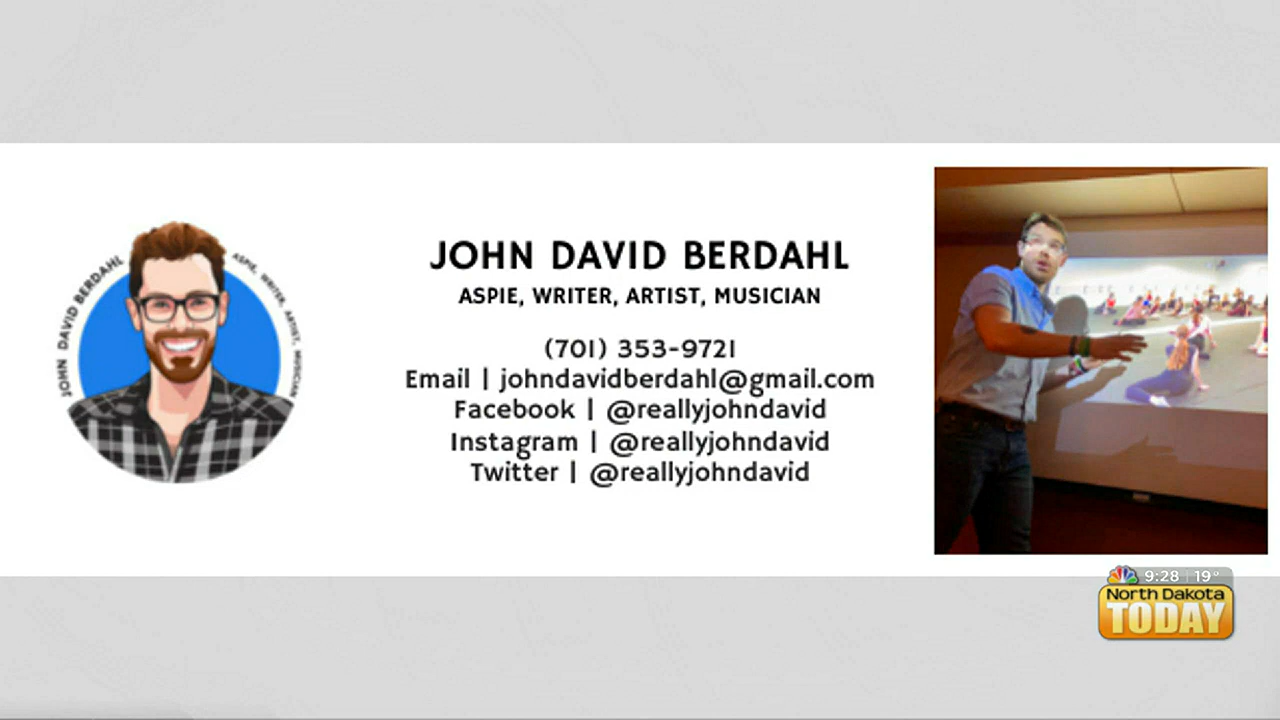 JOHN DAVID BERDAHL
ASPIE, WRITER, ARTIST, MUSICIAN
JOHN DAVID BERDAHL
ASPIE, WRITER, ARTIST, MUSICIAN
(701) 353-9721
Email | johndavidberdahl@gmail.com
Facebook | @reallyjohndavid
Instagram | @reallyjohndavid
Twitter | @reallyjohndavid
9:28 19°
North Dakota
TODAY